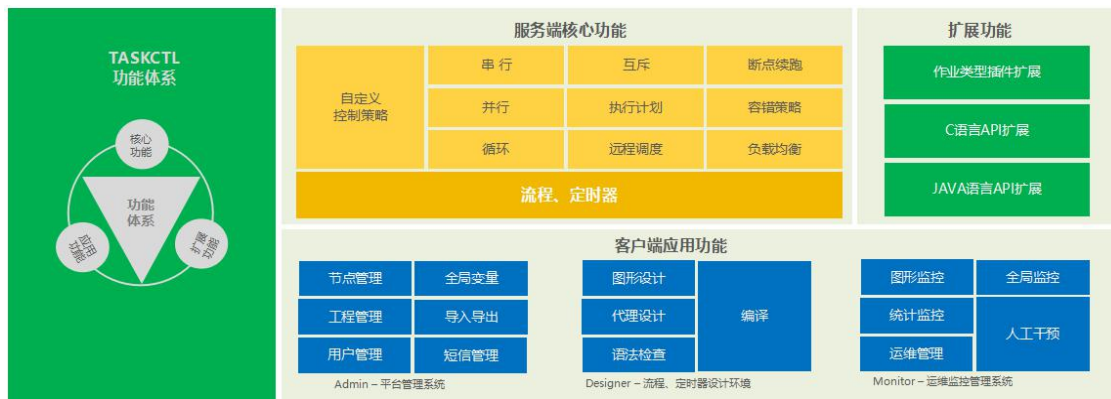 TASKCTL
功能体系
核心
功能
功能
体系
应用
功能
扩展
功能
服务端核心功能
自定义
控制策略
串 行
互斥
断点续跑
并行
执行计划
容错策略
循环
远程调度
负载均衡
流程、定时器
扩展功能
作业类型插件扩展
C语言API扩展
JAVA语言API扩展
客户端应用功能
节点管理
全局变量
工程管理
导入导出
用户管理
短信管理
Admin – 平台管理系统
图形设计
代理设计
语法检查
编译
Designer – 流程、定时器设计环境
图形监控
全局监控
统计监控
人工干预
运维管理
Monitor – 运维监控管理系统